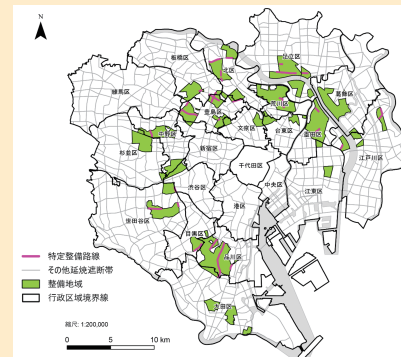 N
板橋区
北区
足立区
練馬区
豊島区
荒川区
葛飾区
文京区
台東区
墨田区
中野区
杉並区
新宿区
千代田区
江戸川区
渋谷区
中央区
江東区
港区
世田谷区
目黒区
品川区
大田区
特定整備路線
その他延焼遮断帯
整備地域
行政区域境界線
縮尺: 1:200,000
0 5 10 km